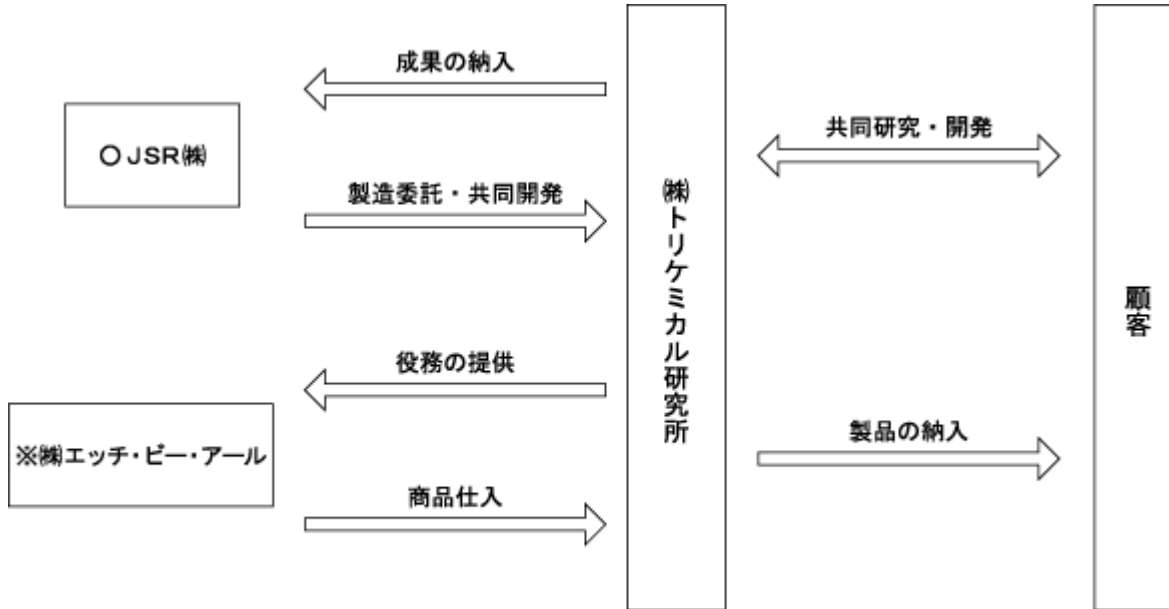 成果の納入
〇JSR㈱
製造委託・共同開発
役務の提供
※㈱エッチ・ビー・アール
商品仕入
㈱トリケミカル研究所
共同研究・開発
製品の納入
顧客